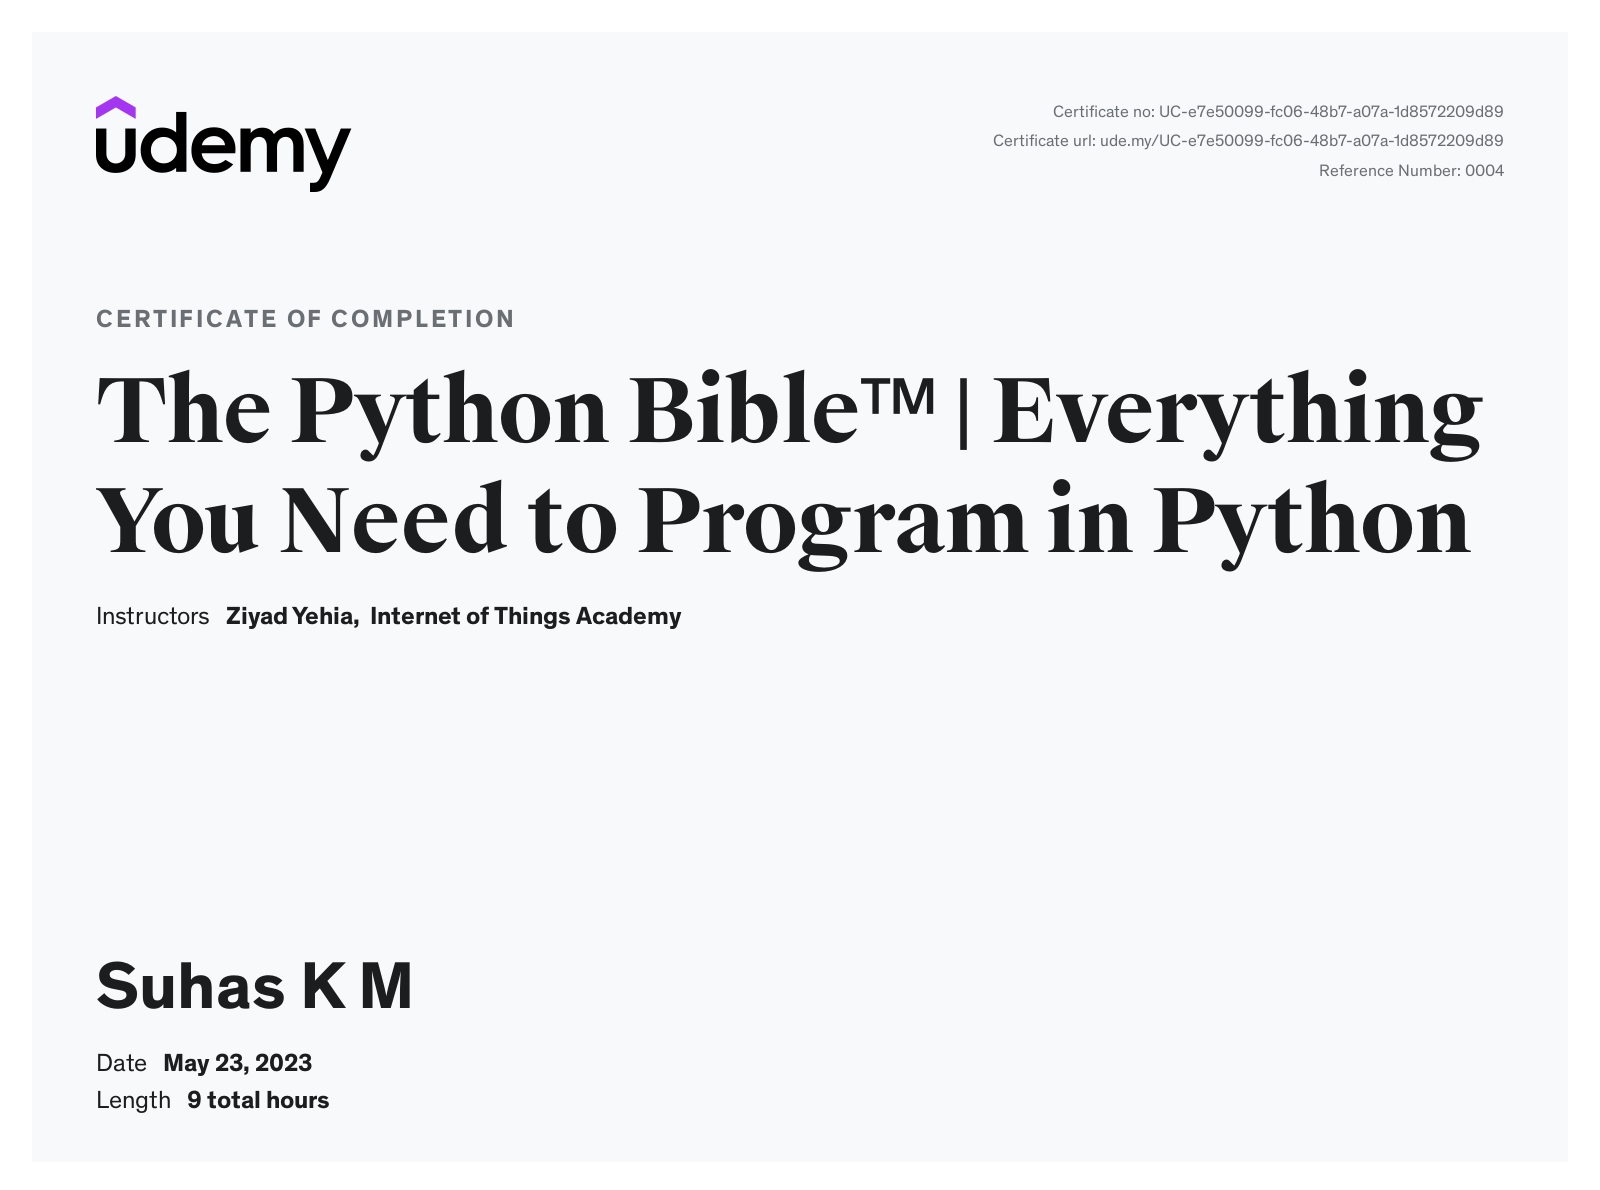 udemy
Certificate no: UC-e7e50099-fc06-48b7-a07a-1d8572209d89
Certificate url: ude.my/UC-e7e50099-fc06-48b7-a07a-1d8572209d89
Reference Number: 0004
CERTIFICATE OF COMPLETION
The Python Bible™ | Everything
You Need to Program in Python
Instructors Ziyad Yehia, Internet of Things Academy
Suhas K M
Date May 23, 2023
Length 9 total hours